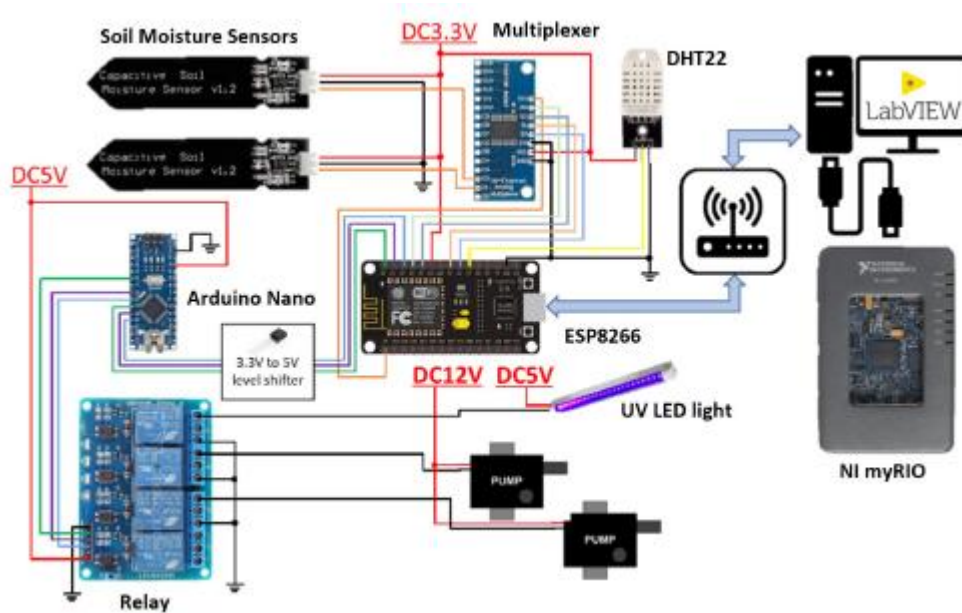 Soil Moisture Sensors
DC3.3V
Multiplexer
DHT22
Capacitive Soil
Moisture Sensor v1.2
LabVIEW
Capacitive Soil
Moisture Sensor v1.2
DC5V
Arduino Nano
3.3V to 5V
level shifter
ESP8266
DC12V
DC5V
UV LED light
PUMP
PUMP
NI myRIO
Relay